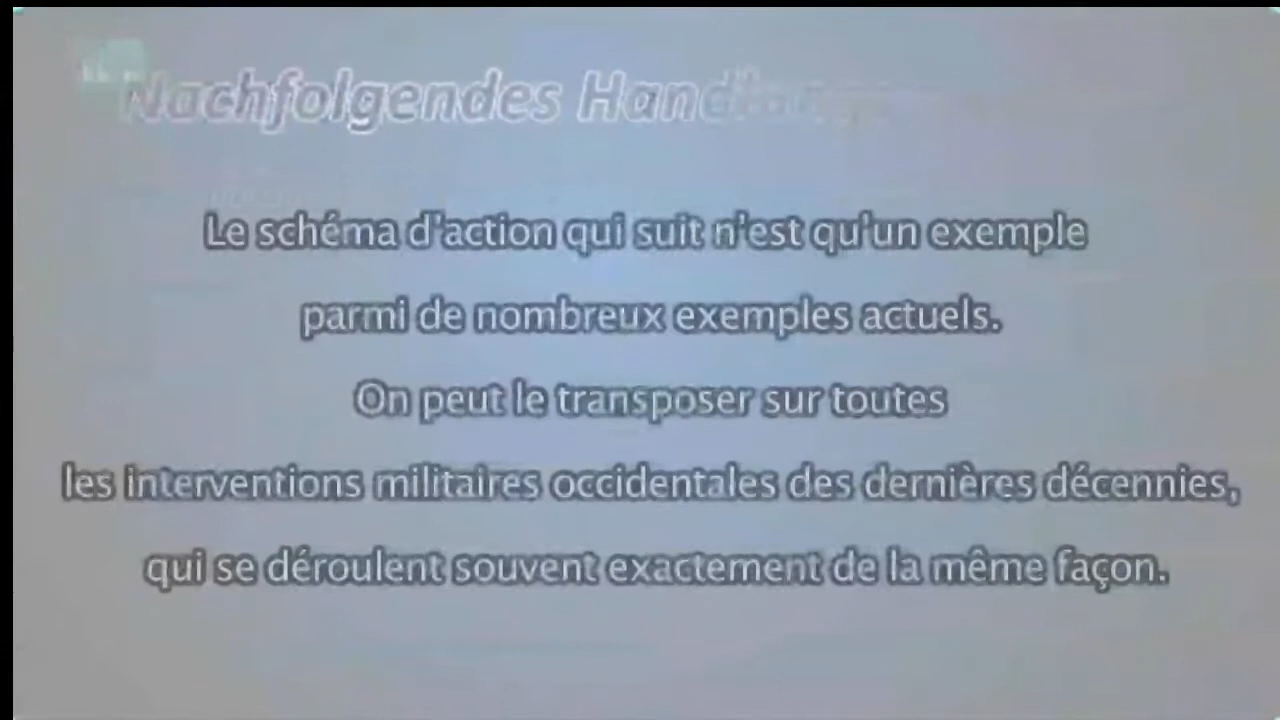 Nachfolgendes
Le schéma d'action qui suit n'est qu'un exemple
parmi de nombreux exemples actuels.
On peut le transposer sur toutes
les interventions militaires occidentales des dernières décennies,
qui se déroulent souvent exactement de la même façon.